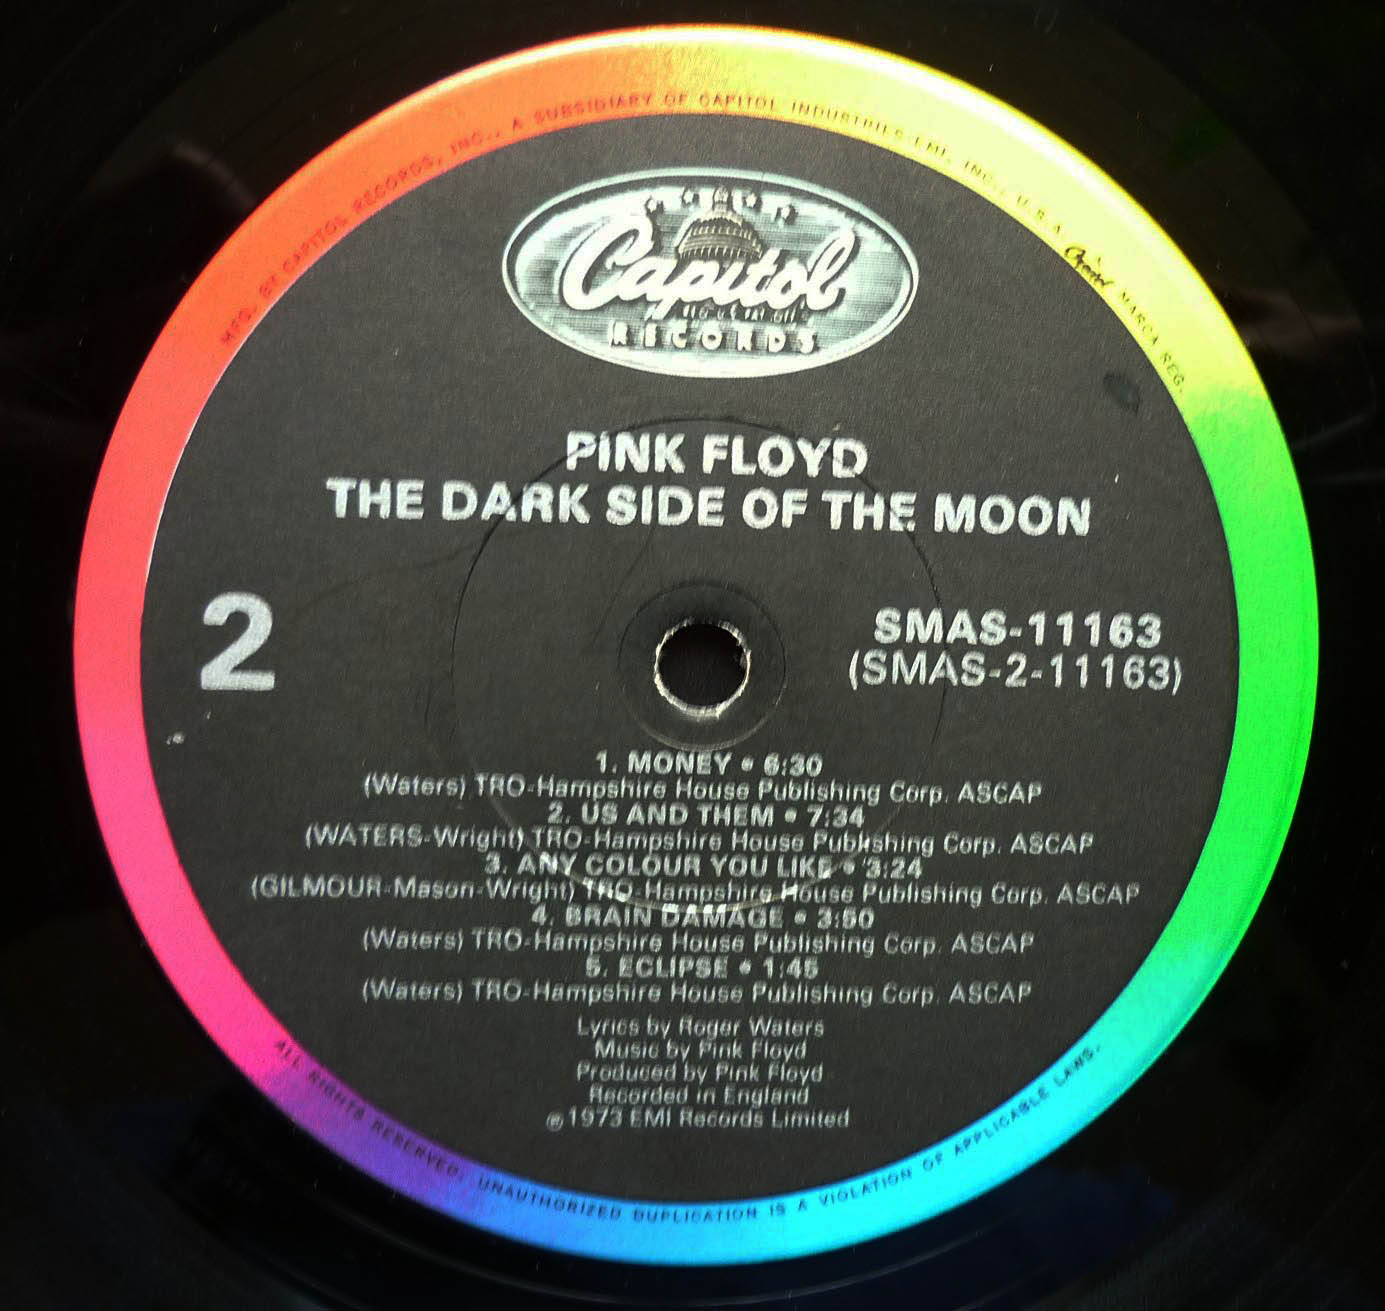 MFG. BY CAPITOL RECORDS, INC., A SUBSIDIARY OF CAPITOL INDUSTRIES-EMI, INC., U.S.A. Capitol MARCA REG.
Capitol
RECORDS
PINK FLOYD
THE DARK SIDE OF THE MOON
2
SMAS-11163
(SMAS-2-11163)
1. MONEY • 6:30
(Waters) TRO-Hampshire House Publishing Corp. ASCAP
2. US AND THEM • 7:34
(WATERS-Wright) TRO-Hampshire House Publishing Corp. ASCAP
3. ANY COLOUR YOU LIKE • 3:24
(GILMOUR-Mason-Wright) TRO-Hampshire House Publishing Corp. ASCAP
4. BRAIN DAMAGE • 3:50
(Waters) TRO-Hampshire House Publishing Corp. ASCAP
5. ECLIPSE • 1:45
(Waters) TRO-Hampshire House Publishing Corp. ASCAP
Lyrics by Roger Waters
Music by Pink Floyd
Produced by Pink Floyd
Recorded in England
℗ 1973 EMI Records Limited
ALL RIGHTS RESERVED. UNAUTHORIZED DUPLICATION IS A VIOLATION OF APPLICABLE LAWS.